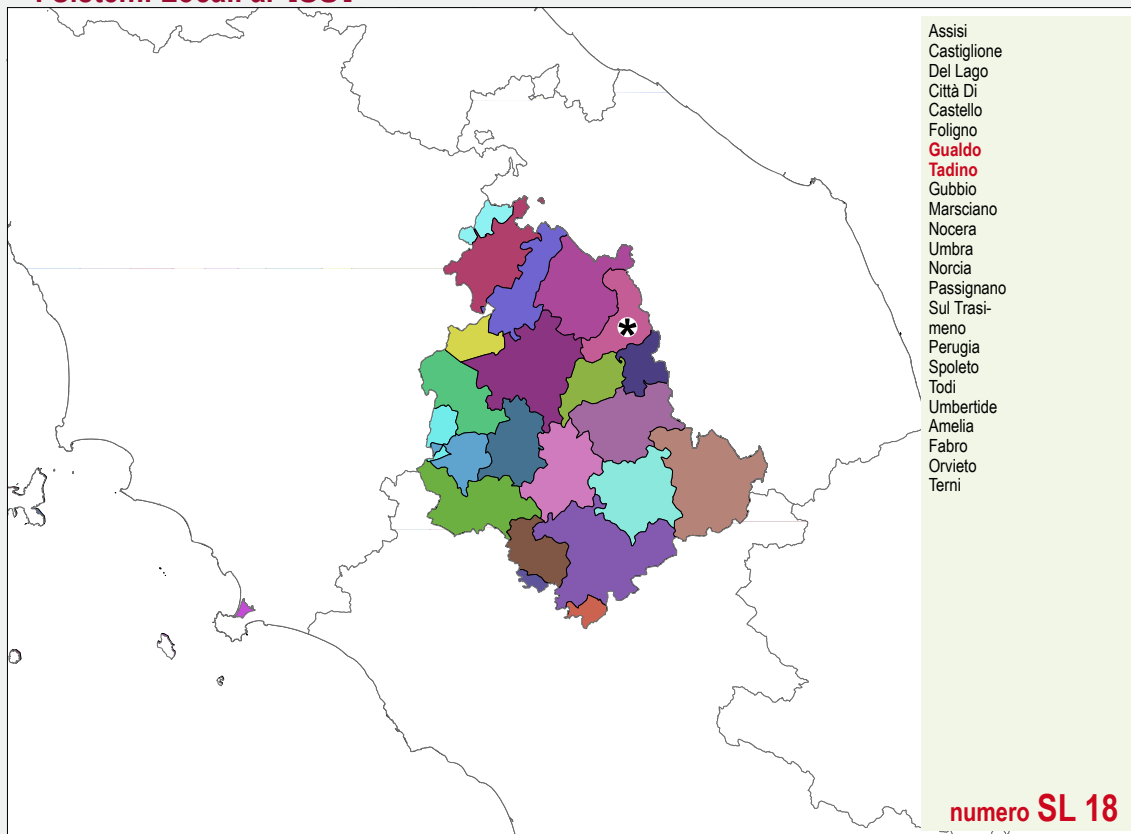 Assisi
Castiglione
Del Lago
Città Di
Castello
Foligno
Gualdo
Tadino
Gubbio
Marsciano
Nocera
Umbra
Norcia
Passignano
Sul Trasi-
meno
Perugia
Spoleto
Todi
Umbertide
Amelia
Fabro
Orvieto
Terni
*
numero SL 18